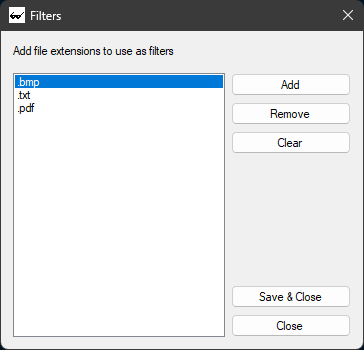 Filters
Add file extensions to use as filters
.bmp
.txt
.pdf
Add
Remove
Clear
Save & Close
Close